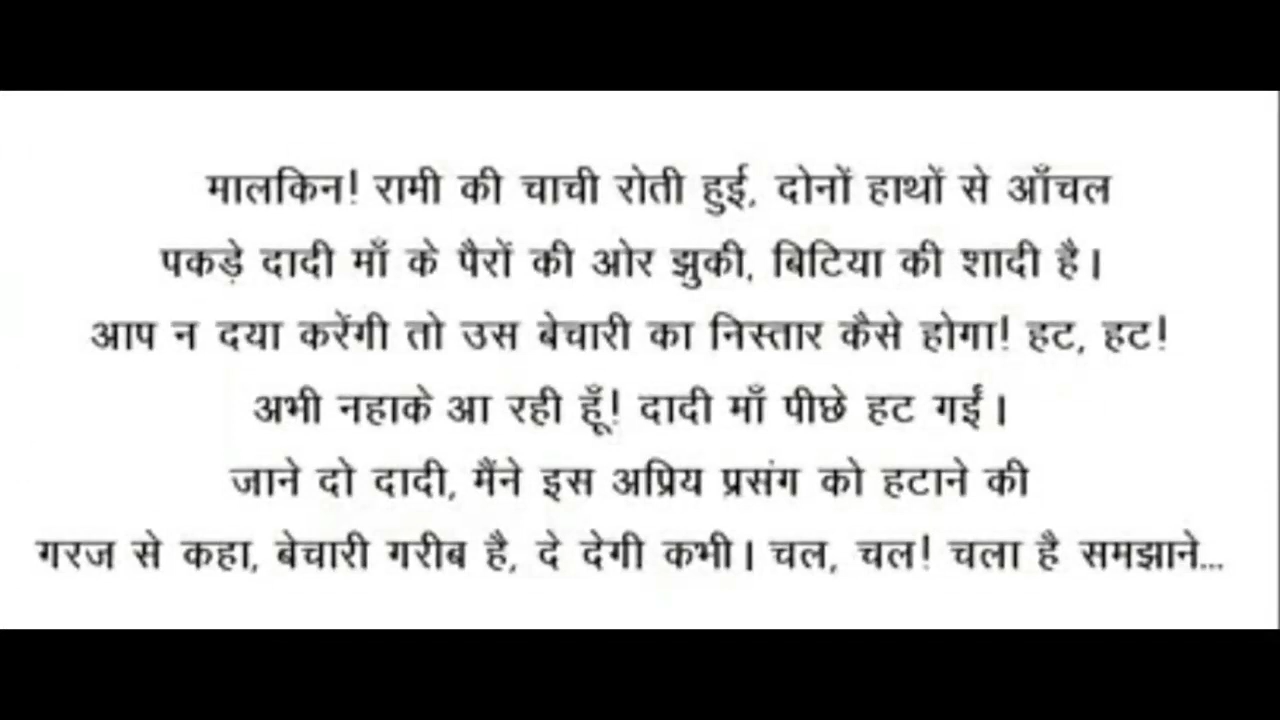 मालकिन! रामी की चाची रोती हुई, दोनों हाथों से आँचल
पकड़े दादी माँ के पैरों की ओर झुकी, बिटिया की शादी है।
आप न दया करेंगी तो उस बेचारी का निस्तार कैसे होगा! हट, हट!
अभी नहाके आ रही हूँ! दादी माँ पीछे हट गईं।
जाने दो दादी, मैंने इस अप्रिय प्रसंग को हटाने की
गरज से कहा, बेचारी गरीब है, दे देगी कभी। चल, चल! चला है समझाने...